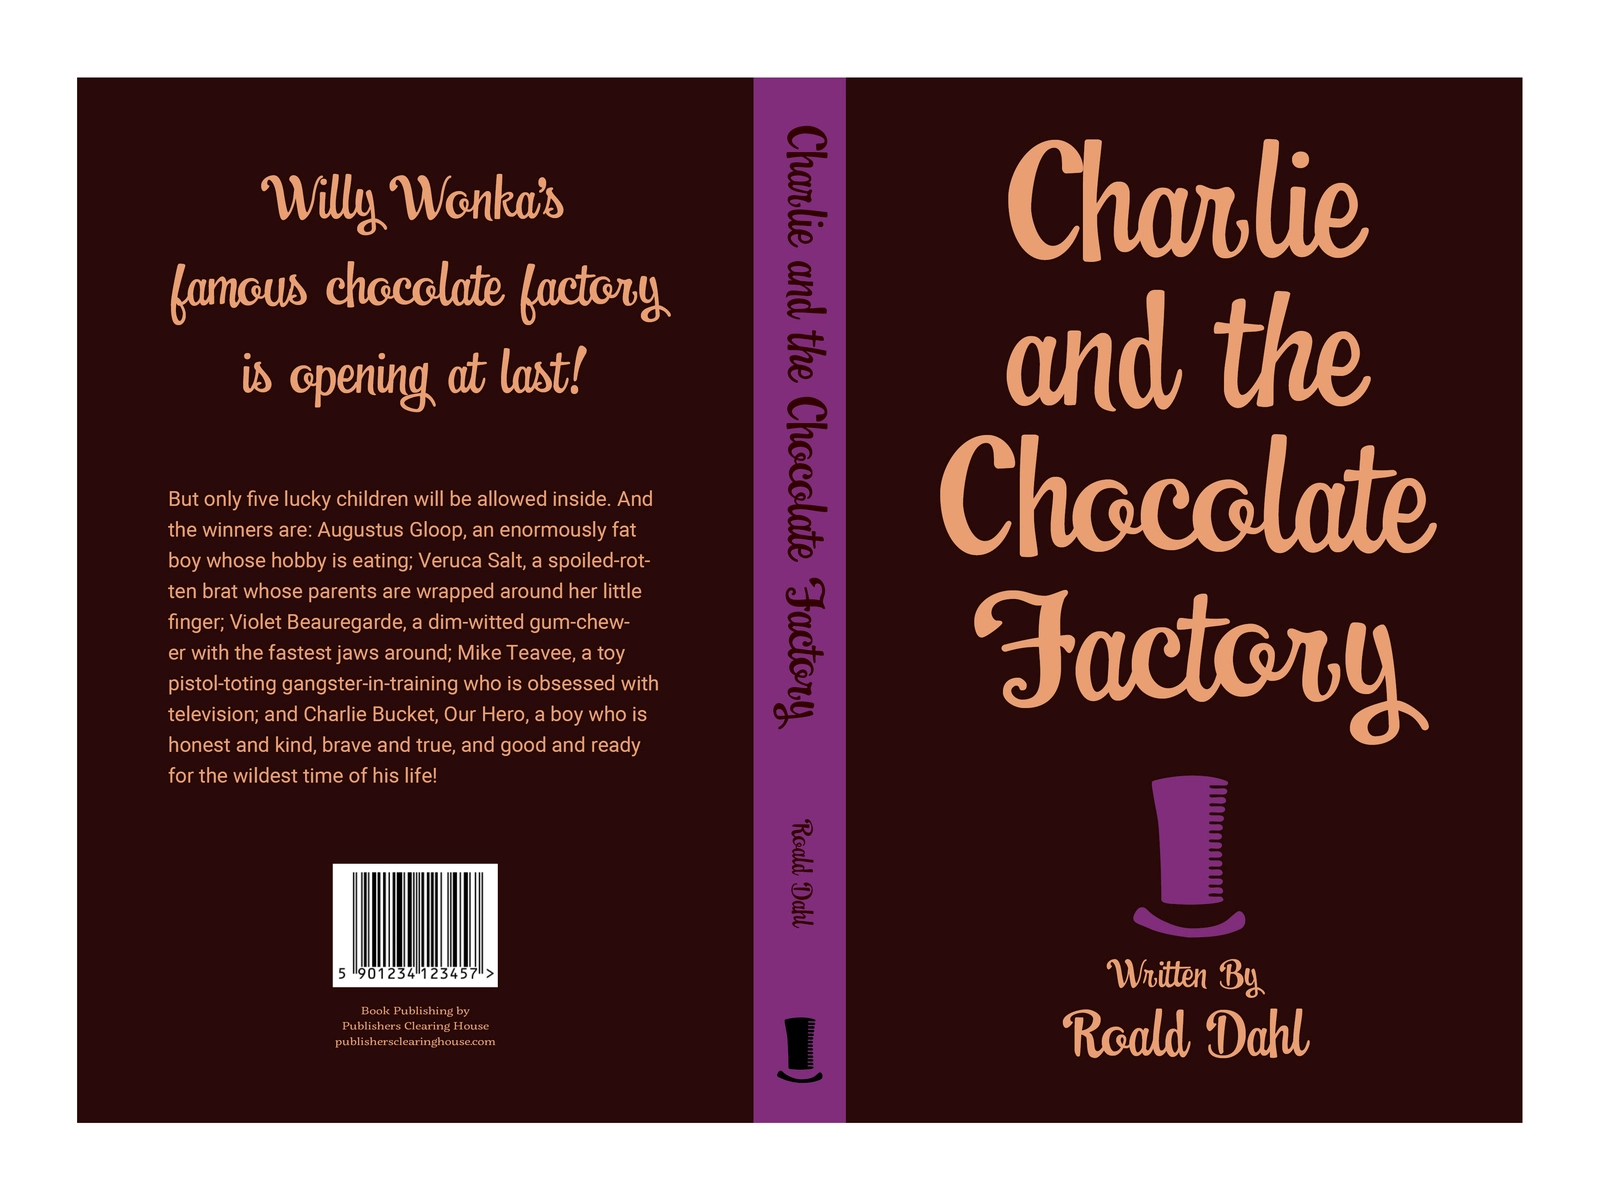 Willy Wonka's
famous chocolate factory
is opening at last!
But only five lucky children will be allowed inside. And
the winners are: Augustus Gloop, an enormously fat
boy whose hobby is eating; Veruca Salt, a spoiled-rot-
ten brat whose parents are wrapped around her little
finger; Violet Beauregarde, a dim-witted gum-chew-
er with the fastest jaws around; Mike Teavee, a toy
pistol-toting gangster-in-training who is obsessed with
television; and Charlie Bucket, Our Hero, a boy who is
honest and kind, brave and true, and good and ready
for the wildest time of his life!
5 901234 123457 >
Book Publishing by
Publishers Clearing House
publishersclearinghouse.com
Charlie and the Chocolate Factory
Roald Dahl
Charlie
and the
Chocolate
Factory
Written By
Roald Dahl